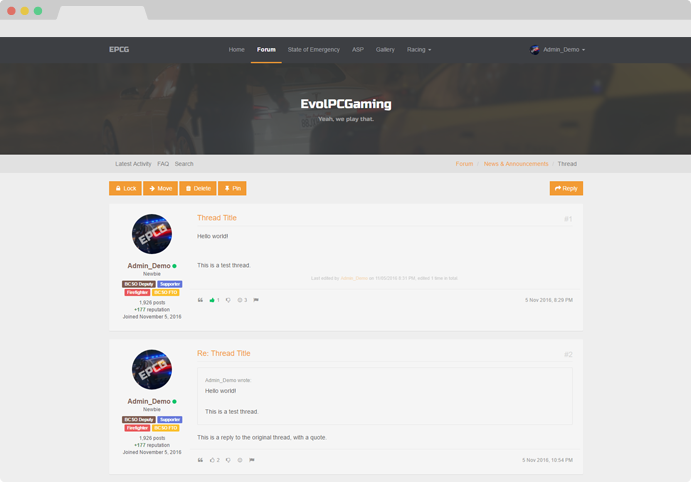 EPCG Home Forum State of Emergency ASP Gallery Racing Admin_Demo
EvolPCGaming
Yeah, we play that.
Latest Activity FAQ Search Forum | News & Announcements | Thread
Lock Move Delete Pin Reply
Thread Title #1
Hello world!
This is a test thread.
Last edited by Admin_Demo on edited 1 time in total.
EPCG
Admin_Demo
Newbie
BCSO Deputy Supporter
Firefighter BCSO FTO
1,926 posts
+177 reputation
Joined November 5, 2016
1 3 5 Nov 2016, 8:29 PM
Re: Thread Title #2
Admin_Demo wrote
Hello world!
This is a test thread.
EPCG
Admin_Demo
Newbie
BCSO Deputy Supporter
Firefighter BCSO FTO
1,926 posts
+177 reputation
Joined November 5, 2016
This is a reply to the original thread, with a quote.
2 5 Nov 2016, 10:54 PM